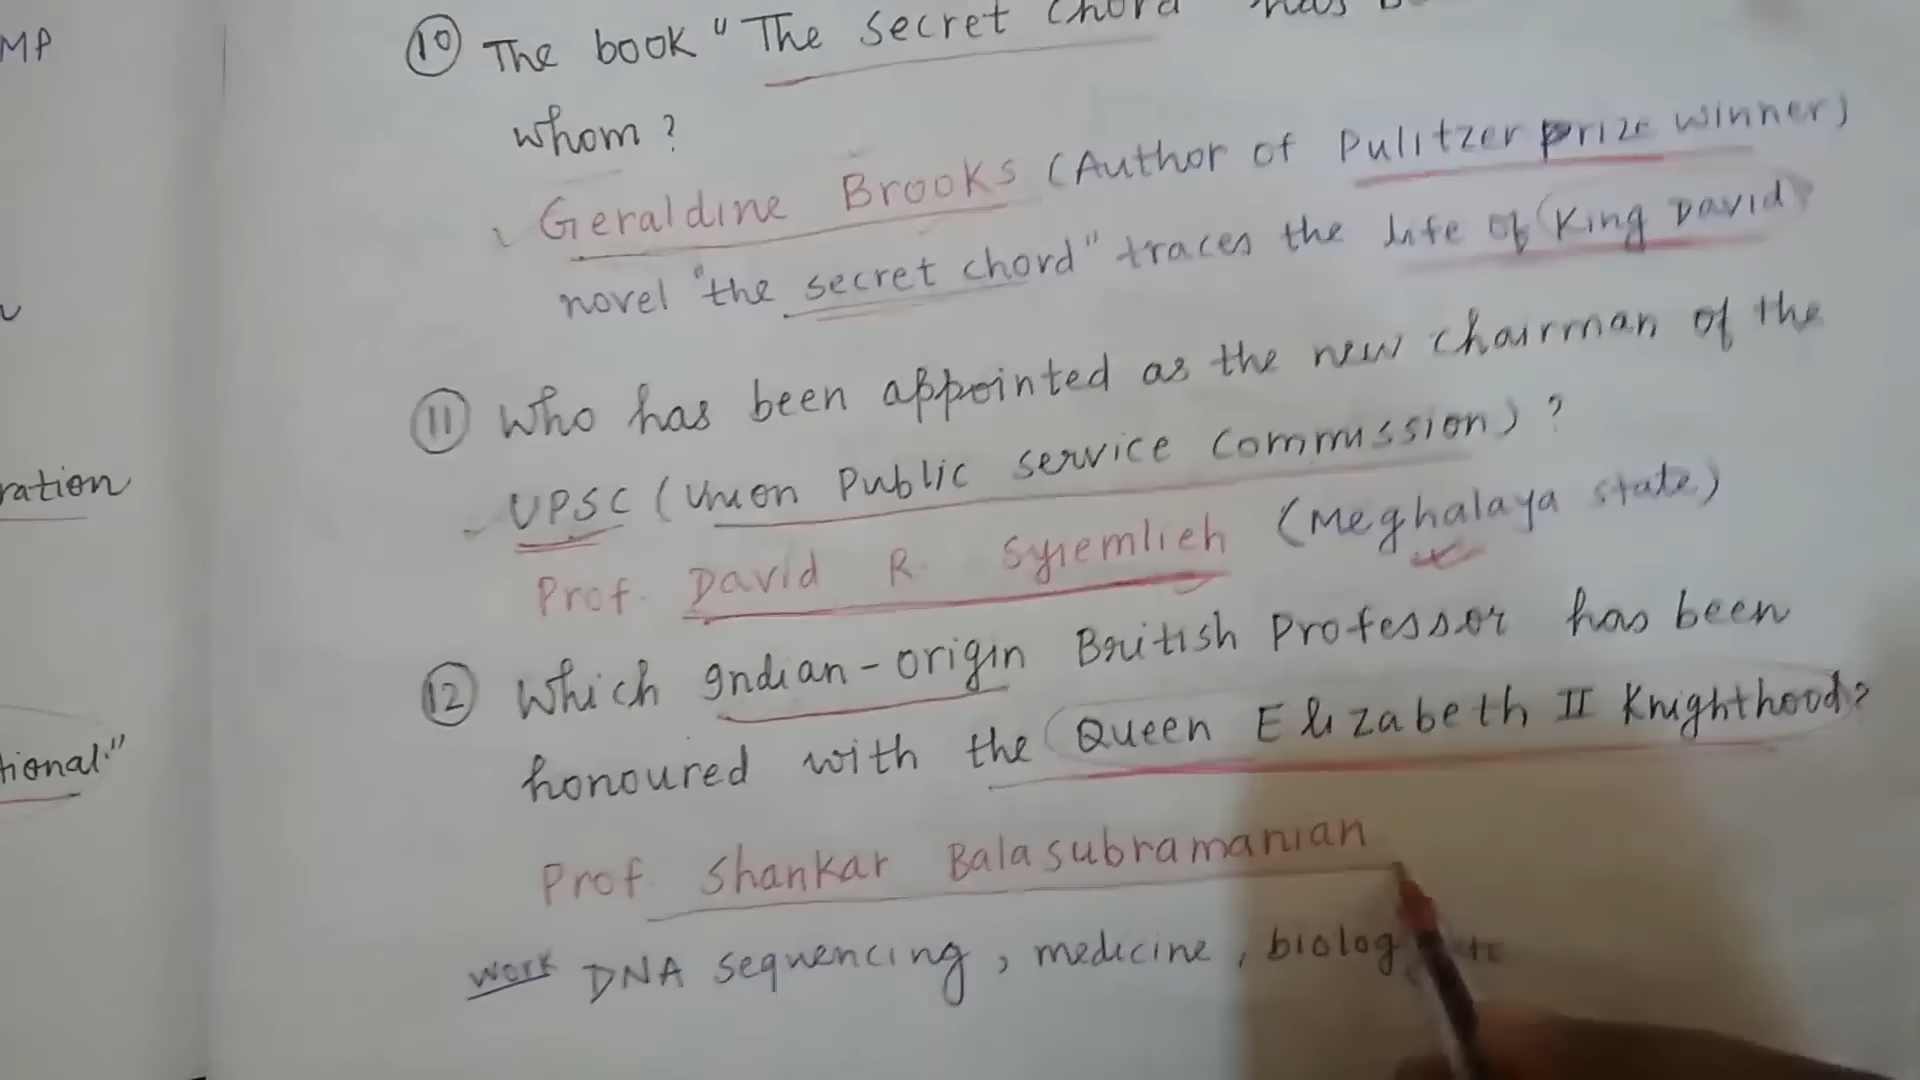 MP
ration
tional."
⑩ The book "The secret chord has
whom?
Geraldine Brooks (Author of Pulitzer prize winner)
novel "the secret chord" traces the life of (King David)
⑪ Who has been appointed as the new chairman of the
UPSC (Union Public service Commission)?
Prof. David R. Syiemlieh (Meghalaya state)
⑫ Which Indian-origin British Professor has been
honoured with the (Queen Elizabeth II Knighthood)?
Prof. Shankar Balasubramanian
Work DNA sequencing, medicine, biolog